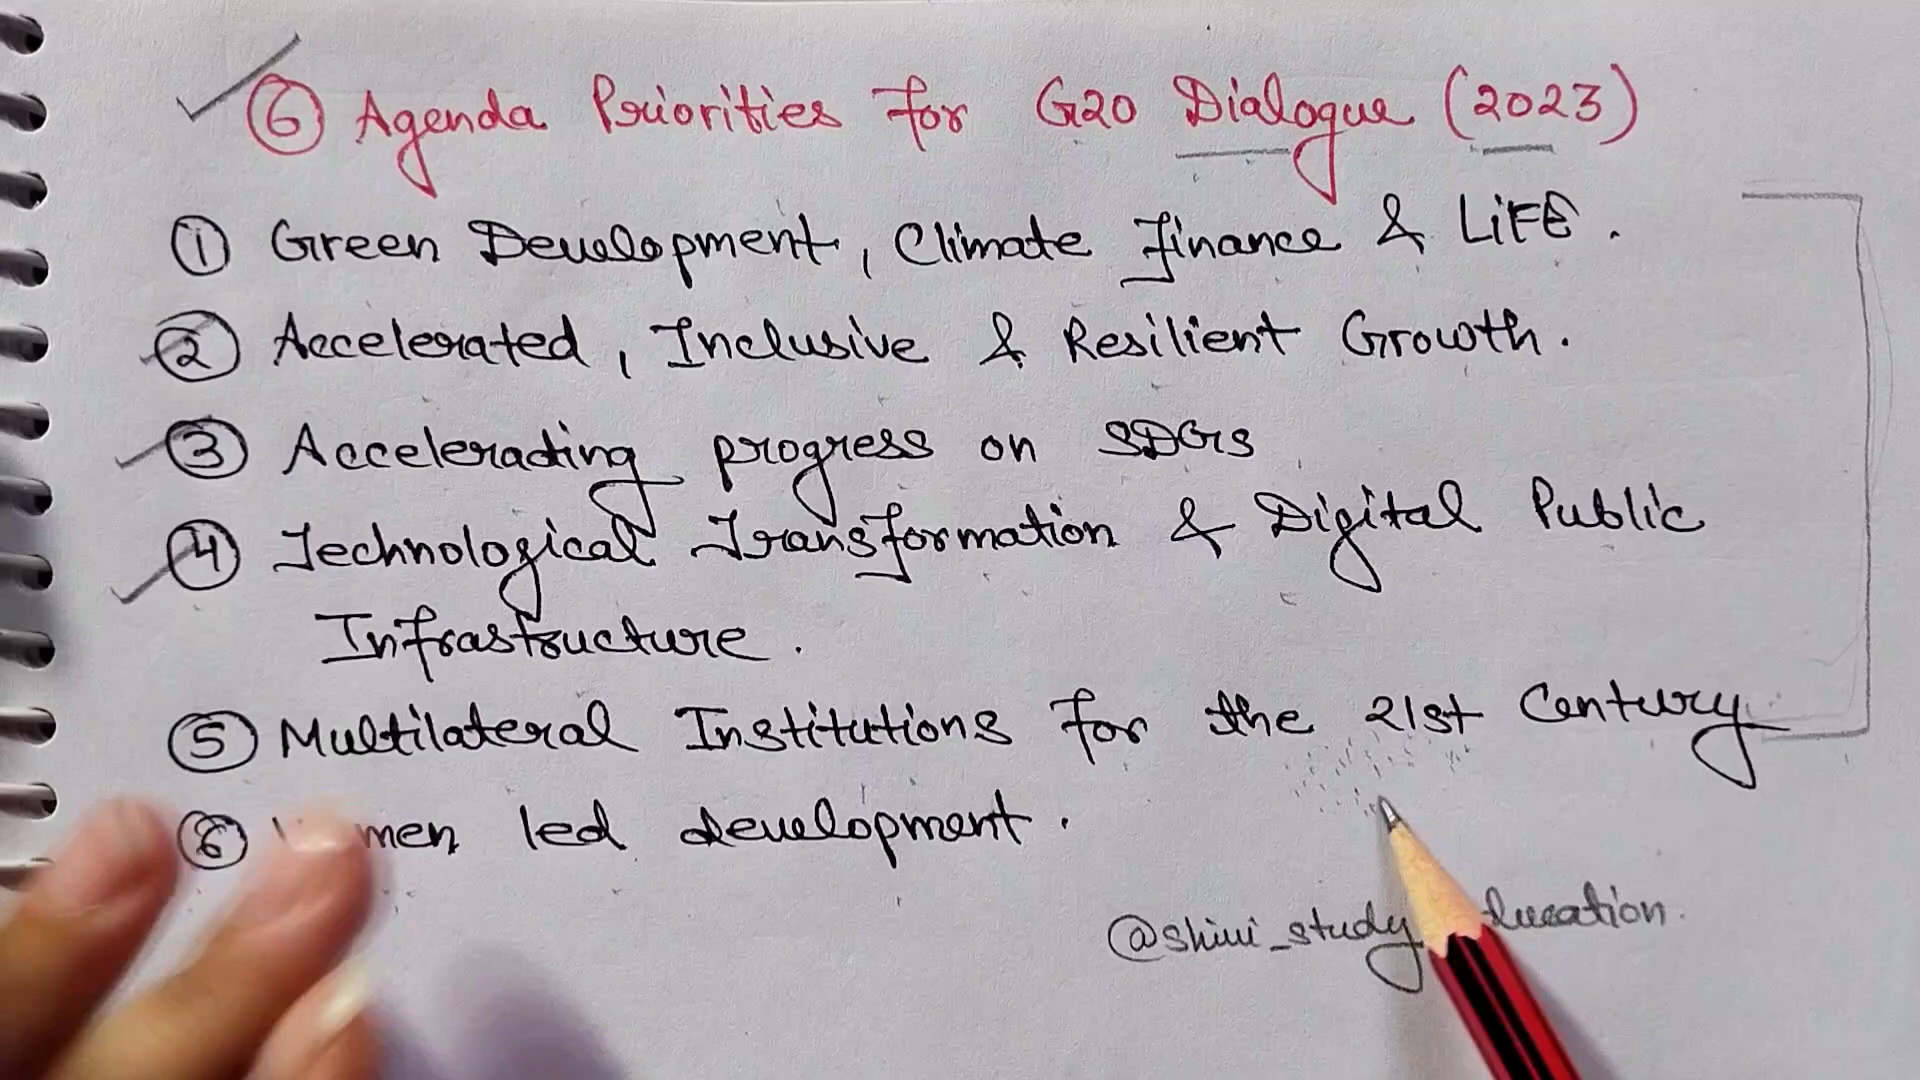 6 Agenda Priorities for G20 Dialogue (2023)
1 Green Development, Climate Finance & LiFE.
2 Accelerated, Inclusive & Resilient Growth.
3 Accelerating progress on SDGs
4 Technological Transformation & Digital Public
Infrastructure.
5 Multilateral Institutions for the 21st Century
6 men led development.
@shivi_study